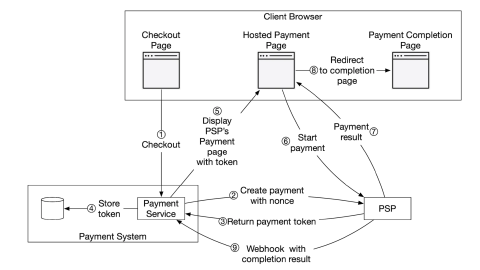 Client Browser
Checkout
Page
Hosted Payment
Page
Payment Completion
Page
⑧ Redirect
to completion
page
①
Checkout
⑤
Display
PSP's
Payment
page
with token
⑥ Start
payment
Payment ⑦
result
④ Store
token
Payment
Service
② Create payment
with nonce
③Return payment token
PSP
Payment System
⑨ Webhook with
completion result